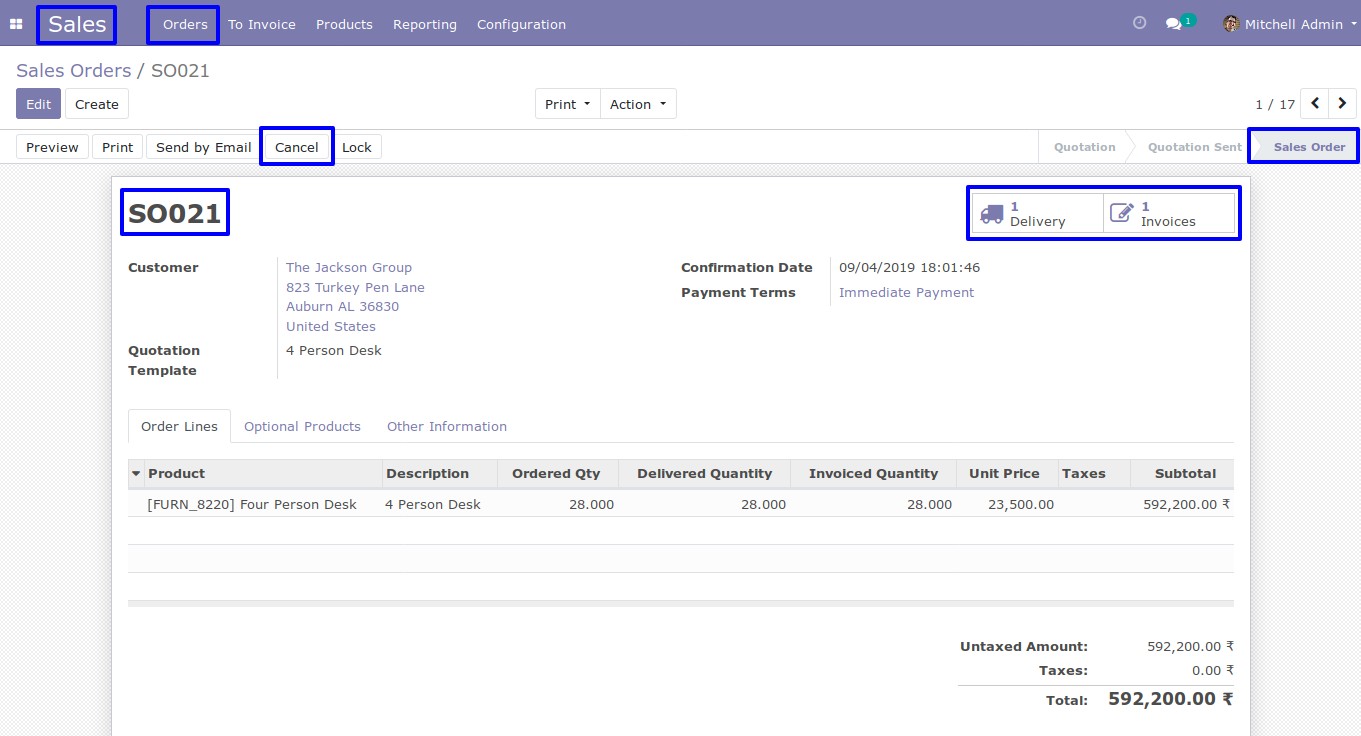 Sales Orders To Invoice Products Reporting Configuration 1 Mitchell Admin
Sales Orders / SO021
Edit Create Print Action 1 / 17
Preview Print Send by Email Cancel Lock Quotation Quotation Sent Sales Order
SO021
1 Delivery
1 Invoices
Customer The Jackson Group
823 Turkey Pen Lane
Auburn AL 36830
United States
Confirmation Date 09/04/2019 18:01:46
Payment Terms Immediate Payment
Quotation Template 4 Person Desk
Order Lines Optional Products Other Information
Product Description Ordered Qty Delivered Quantity Invoiced Quantity Unit Price Taxes Subtotal
[FURN_8220] Four Person Desk 4 Person Desk 28.000 28.000 28.000 23,500.00 592,200.00 ₹
Untaxed Amount: 592,200.00 ₹
Taxes: 0.00 ₹
Total: 592,200.00 ₹